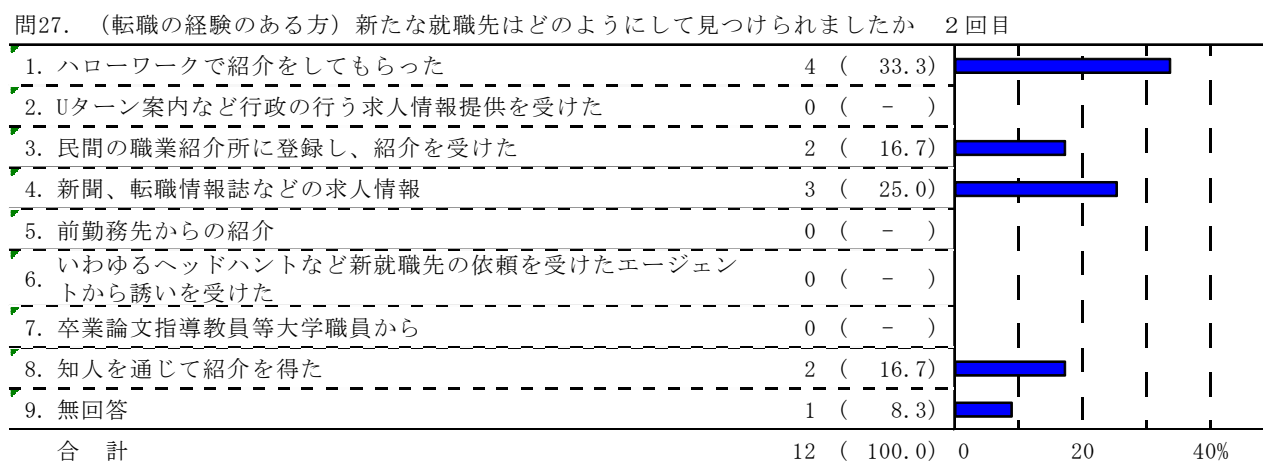 問27. (転職の経験のある方) 新たな就職先はどのようにして見つけられましたか 2回目
1. ハローワークで紹介をしてもらった 4 ( 33.3)
2. Uターン案内など行政の行う求人情報提供を受けた 0 ( - )
3. 民間の職業紹介所に登録し、紹介を受けた 2 ( 16.7)
4. 新聞、転職情報誌などの求人情報 3 ( 25.0)
5. 前勤務先からの紹介 0 ( - )
6. いわゆるヘッドハントなど新就職先の依頼を受けたエージェン
トから誘いを受けた 0 ( - )
7. 卒業論文指導教員等大学職員から 0 ( - )
8. 知人を通じて紹介を得た 2 ( 16.7)
9. 無回答 1 ( 8.3)
合 計 12 ( 100.0) 0 20 40%